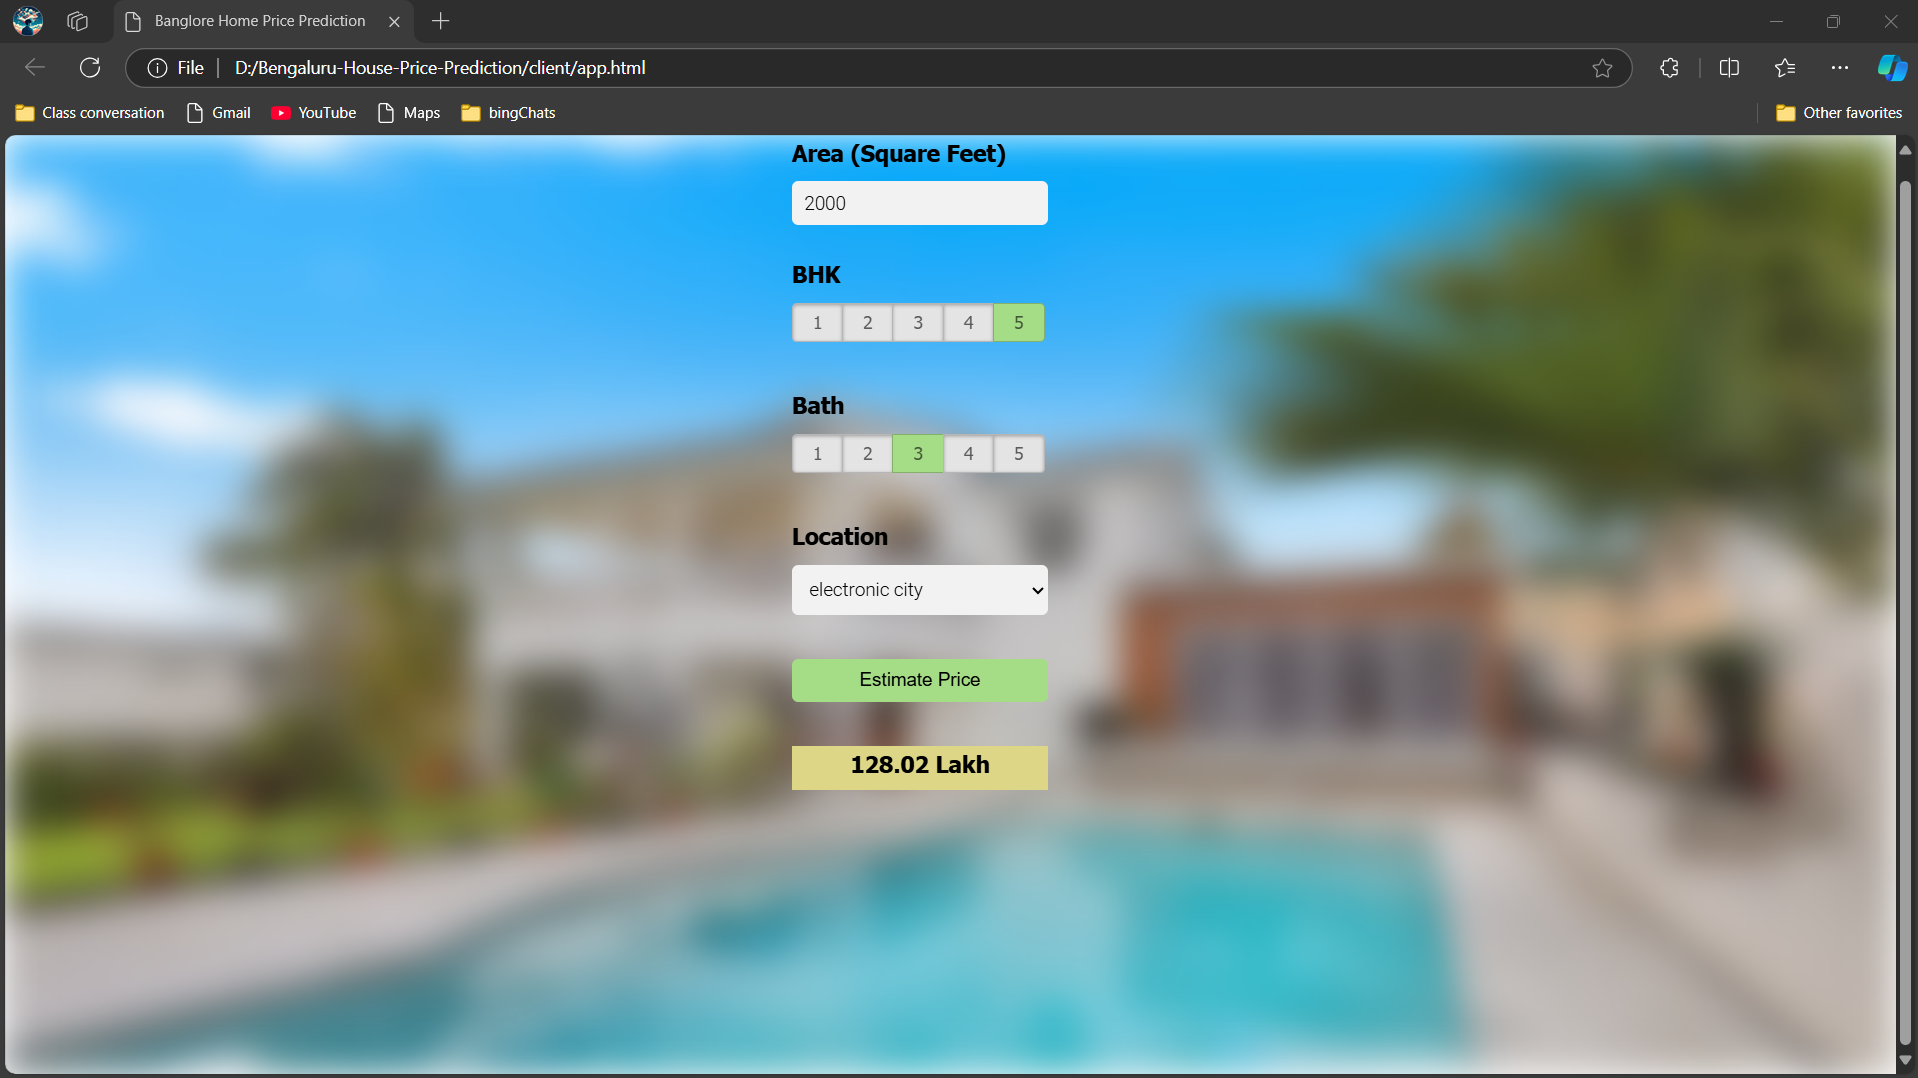 Banglore Home Price Prediction
File
D:/Bengaluru-House-Price-Prediction/client/app.html
Class conversation
Gmail
YouTube
Maps
bingChats
Other favorites
Area (Square Feet)
2000
BHK
1 2 3 4 5
Bath
1 2 3 4 5
Location
electronic city
Estimate Price
128.02 Lakh